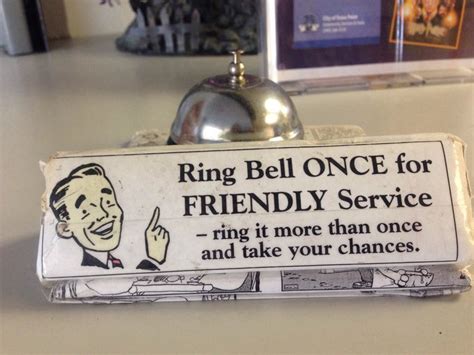 Ring Bell ONCE for
FRIENDLY Service
– ring it more than once
and take your chances.